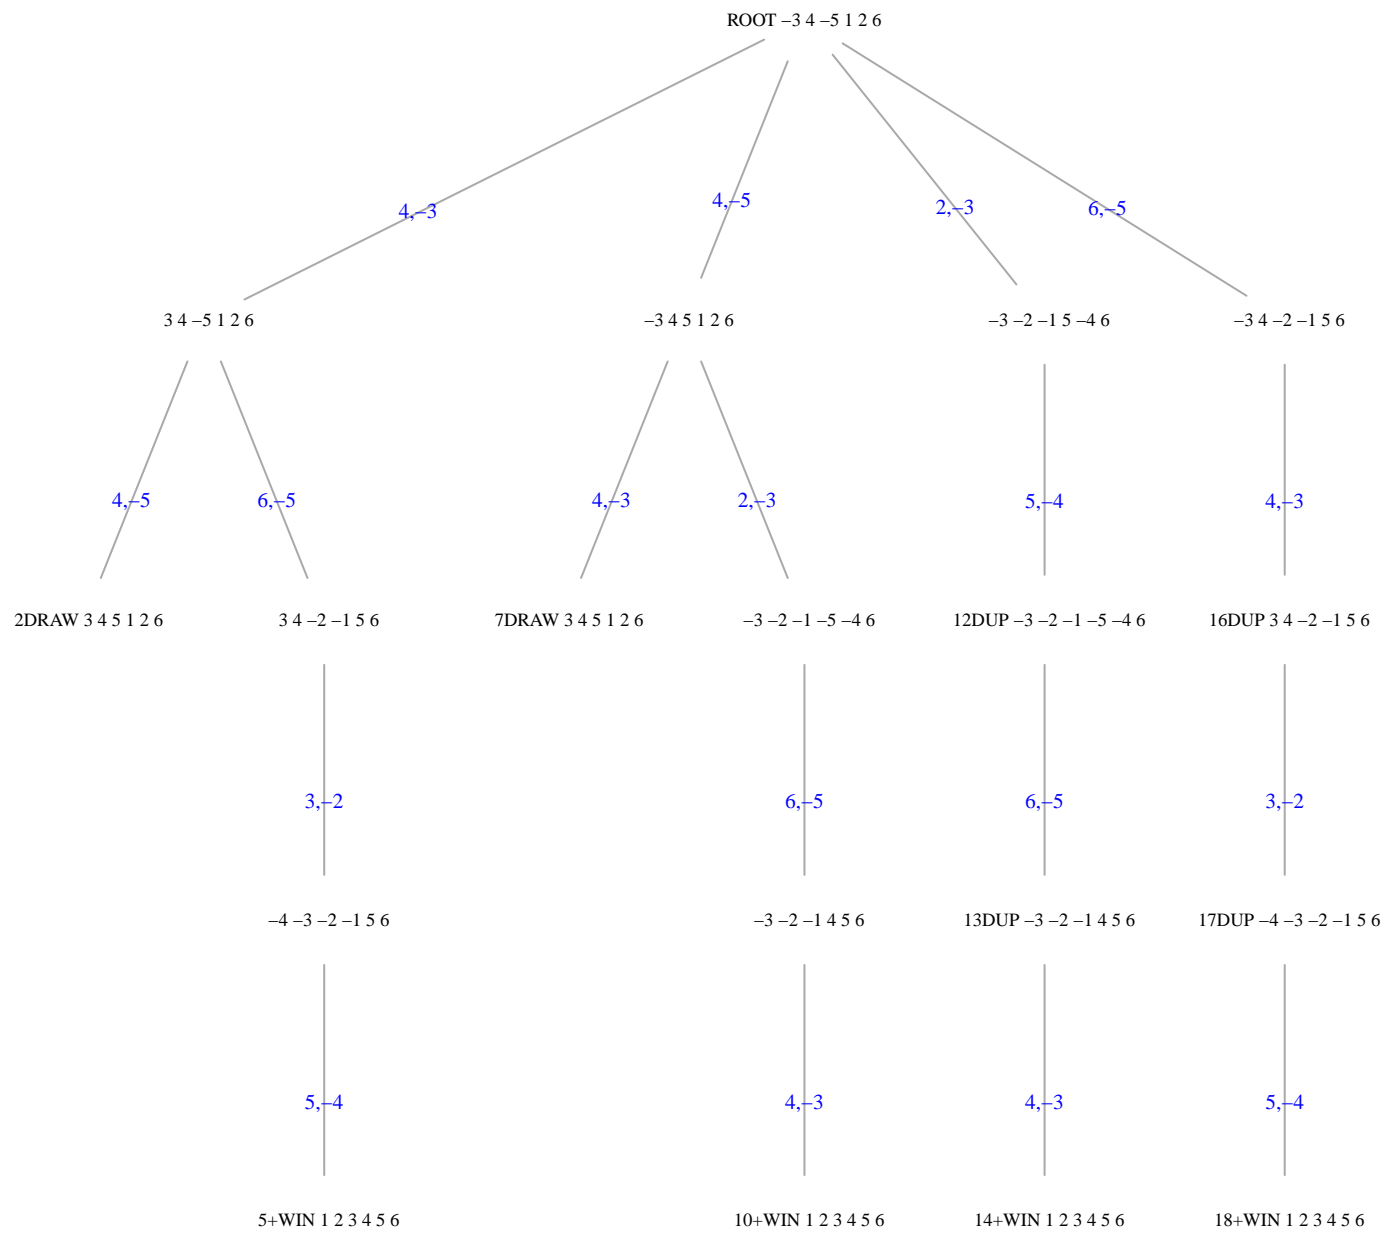 ROOT −3 4 −5 1 2 6
4,−3
4,−5
2,−3
6,−5
3 4 −5 1 2 6
−3 4 5 1 2 6
−3 −2 −1 5 −4 6
−3 4 −2 −1 5 6
4,−5
6,−5
4,−3
2,−3
5,−4
4,−3
2DRAW 3 4 5 1 2 6
3 4 −2 −1 5 6
7DRAW 3 4 5 1 2 6
−3 −2 −1 −5 −4 6
12DUP −3 −2 −1 −5 −4 6
16DUP 3 4 −2 −1 5 6
3,−2
6,−5
6,−5
3,−2
−4 −3 −2 −1 5 6
−3 −2 −1 4 5 6
13DUP −3 −2 −1 4 5 6
17DUP −4 −3 −2 −1 5 6
5,−4
4,−3
4,−3
5,−4
5+WIN 1 2 3 4 5 6
10+WIN 1 2 3 4 5 6
14+WIN 1 2 3 4 5 6
18+WIN 1 2 3 4 5 6